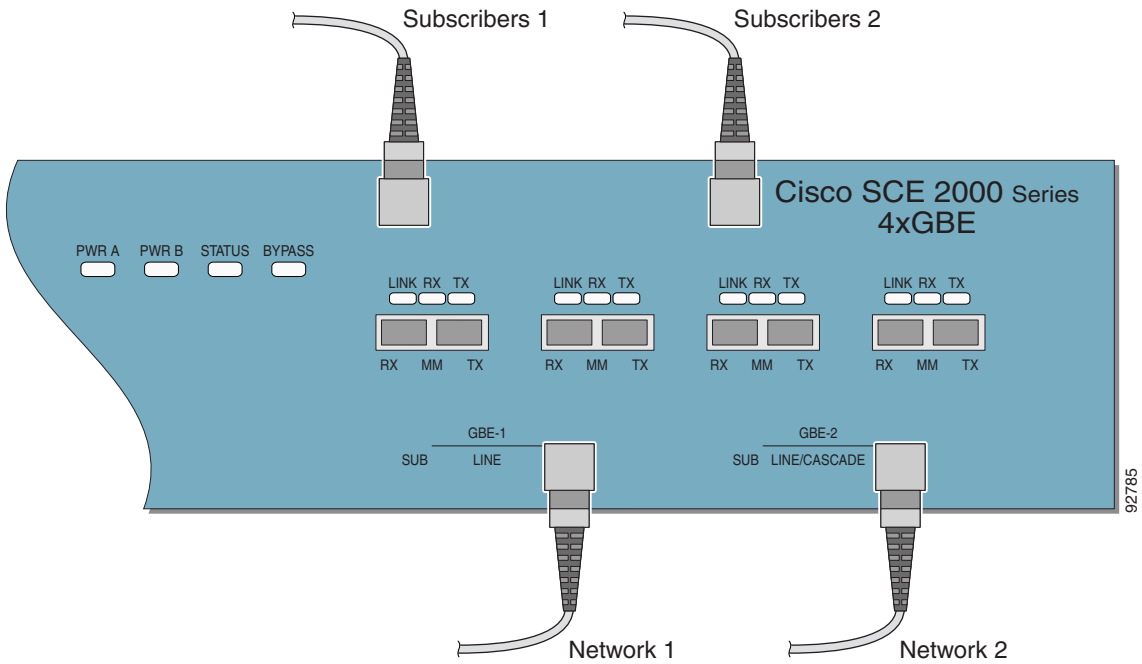 Subscribers 1
Subscribers 2
Cisco SCE 2000 Series
4xGBE
PWR A PWR B STATUS BYPASS
LINK RX TX
LINK RX TX
LINK RX TX
LINK RX TX
RX MM TX
RX MM TX
RX MM TX
RX MM TX
GBE-1
SUB LINE
GBE-2
SUB LINE/CASCADE
92785
Network 1
Network 2